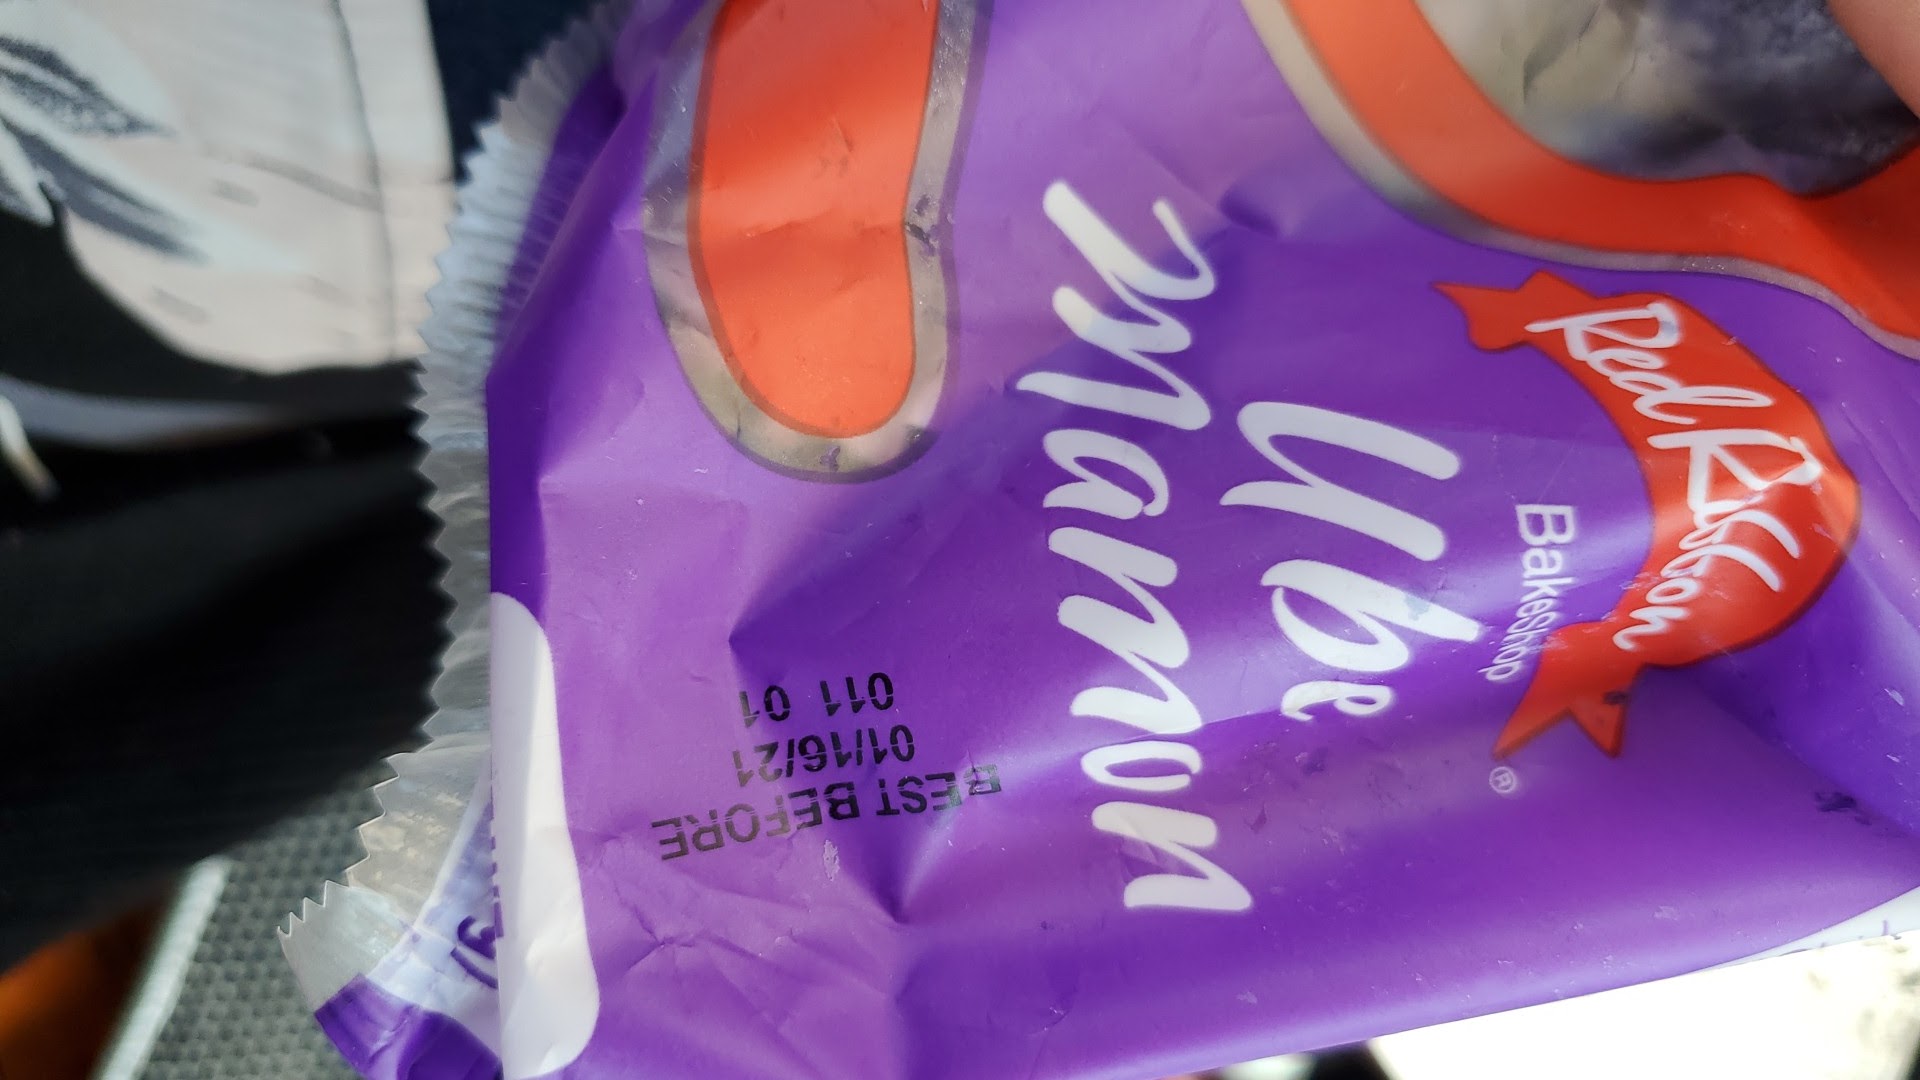 Red Ribbon
BakeShop
®
Ube
Mamon
BEST BEFORE
01/16/21
011 01